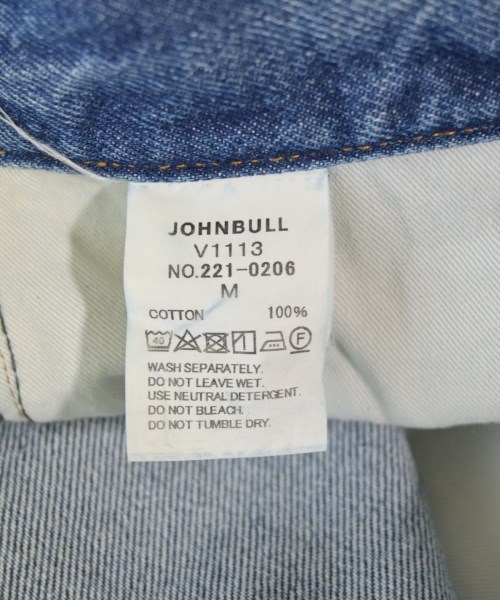 JOHNBULL
V1113
NO.221-0206
M
COTTON 100%
40 F
WASH SEPARATELY.
DO NOT LEAVE WET.
USE NEUTRAL DETERGENT.
DO NOT BLEACH.
DO NOT TUMBLE DRY.